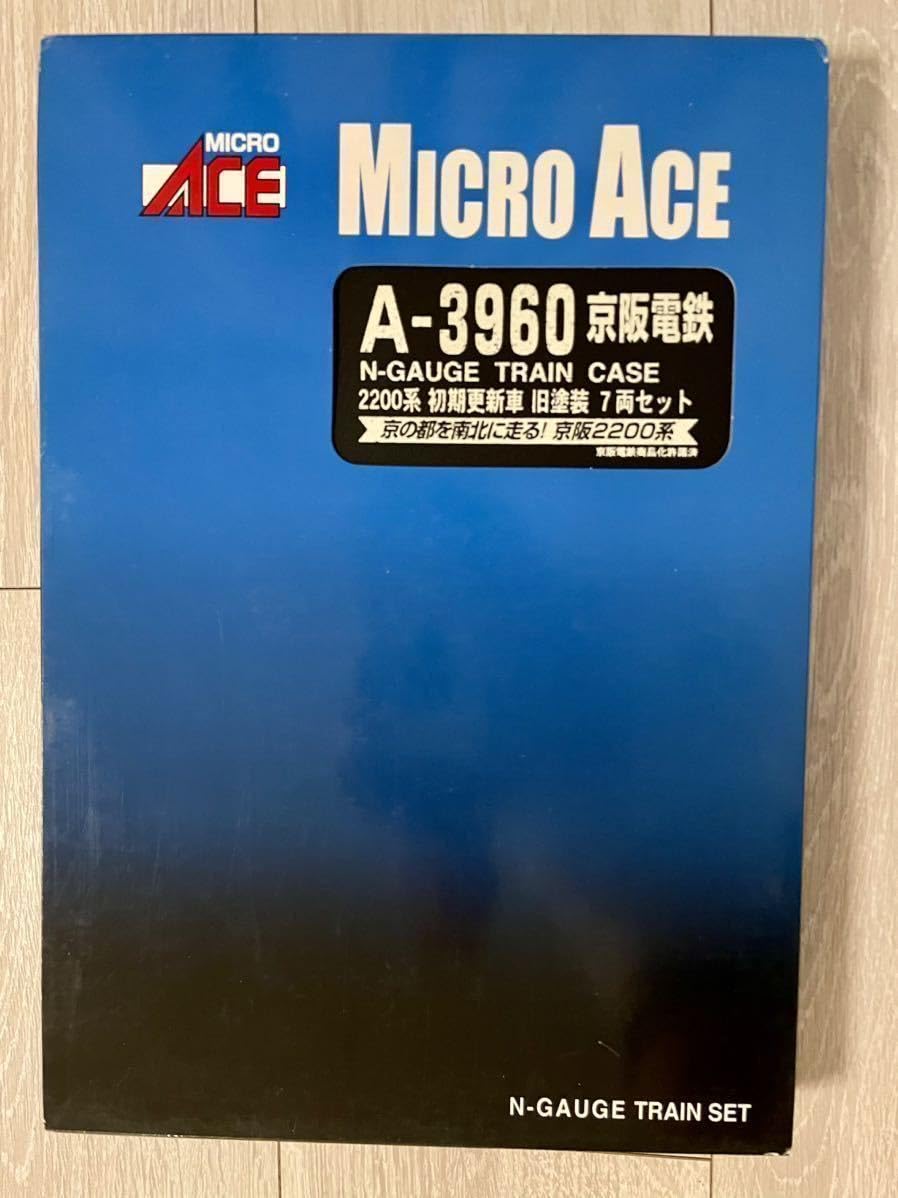 MICRO
ACE
MICRO ACE
A-3960 京阪電鉄
N-GAUGE TRAIN CASE
2200系 初期更新車 旧塗装 7両セット
京の都を南北に走る! 京阪2200系
京阪電鉄商品化許諾済
N-GAUGE TRAIN SET